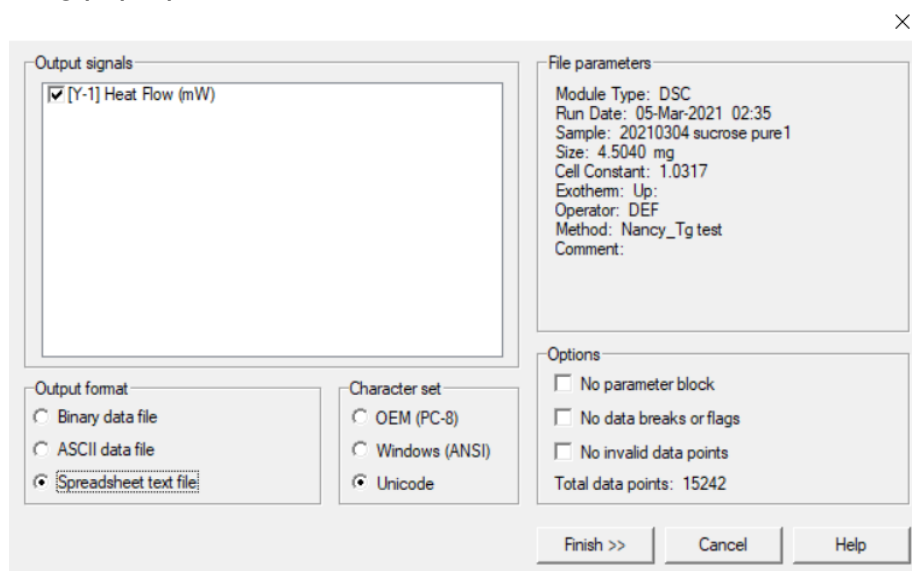 Output signals
[Y-1] Heat Flow (mW)
File parameters
Module Type: DSC
Run Date: 05-Mar-2021 02:35
Sample: 20210304 sucrose pure1
Size: 4.5040 mg
Cell Constant: 1.0317
Exotherm: Up:
Operator: DEF
Method: Nancy_Tg test
Comment:
Output format
Binary data file
ASCII data file
Spreadsheet text file
Character set
OEM (PC-8)
Windows (ANSI)
Unicode
Options
No parameter block
No data breaks or flags
No invalid data points
Total data points: 15242
Finish >>
Cancel
Help